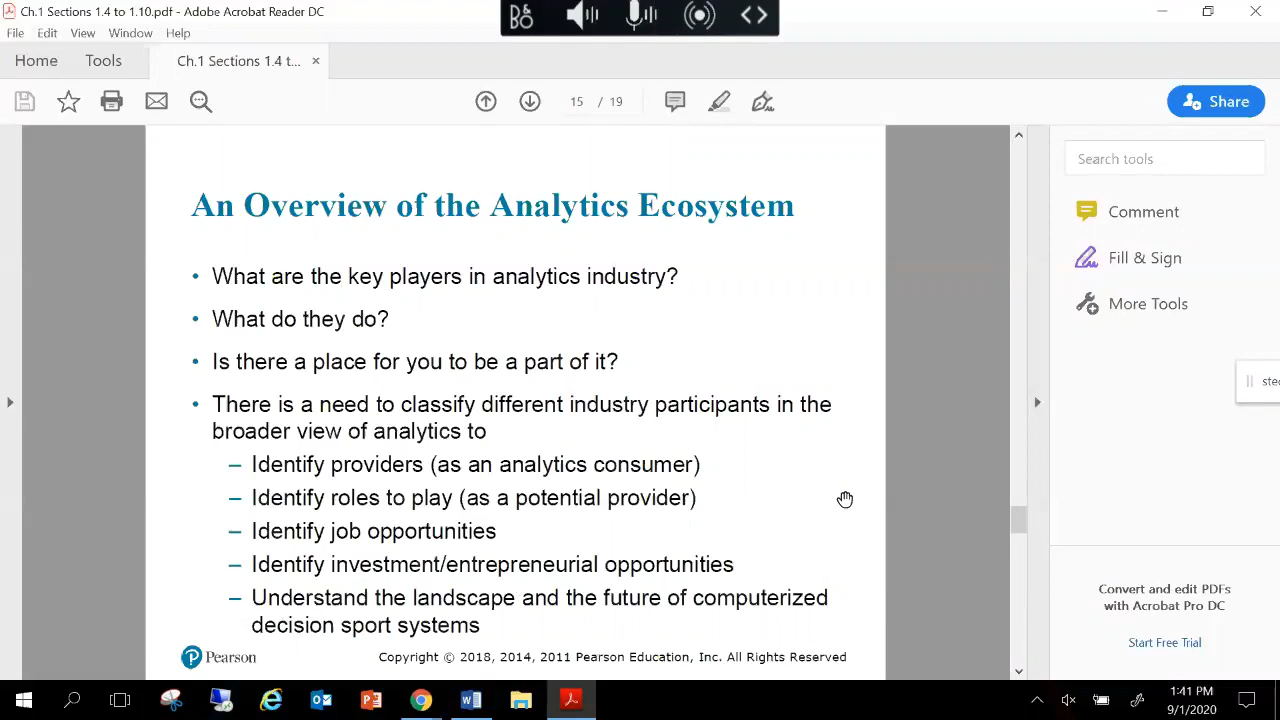 Ch.1 Sections 1.4 to 1.10.pdf - Adobe Acrobat Reader DC
File Edit View Window Help
Home Tools Ch.1 Sections 1.4 t... ×
15 / 19
Share
An Overview of the Analytics Ecosystem
• What are the key players in analytics industry?
• What do they do?
• Is there a place for you to be a part of it?
• There is a need to classify different industry participants in the
broader view of analytics to
– Identify providers (as an analytics consumer)
– Identify roles to play (as a potential provider)
– Identify job opportunities
– Identify investment/entrepreneurial opportunities
– Understand the landscape and the future of computerized
decision sport systems
Pearson
Copyright © 2018, 2014, 2011 Pearson Education, Inc. All Rights Reserved
Search tools
Comment
Fill & Sign
More Tools
Convert and edit PDFs
with Acrobat Pro DC
Start Free Trial
1:41 PM
9/1/2020